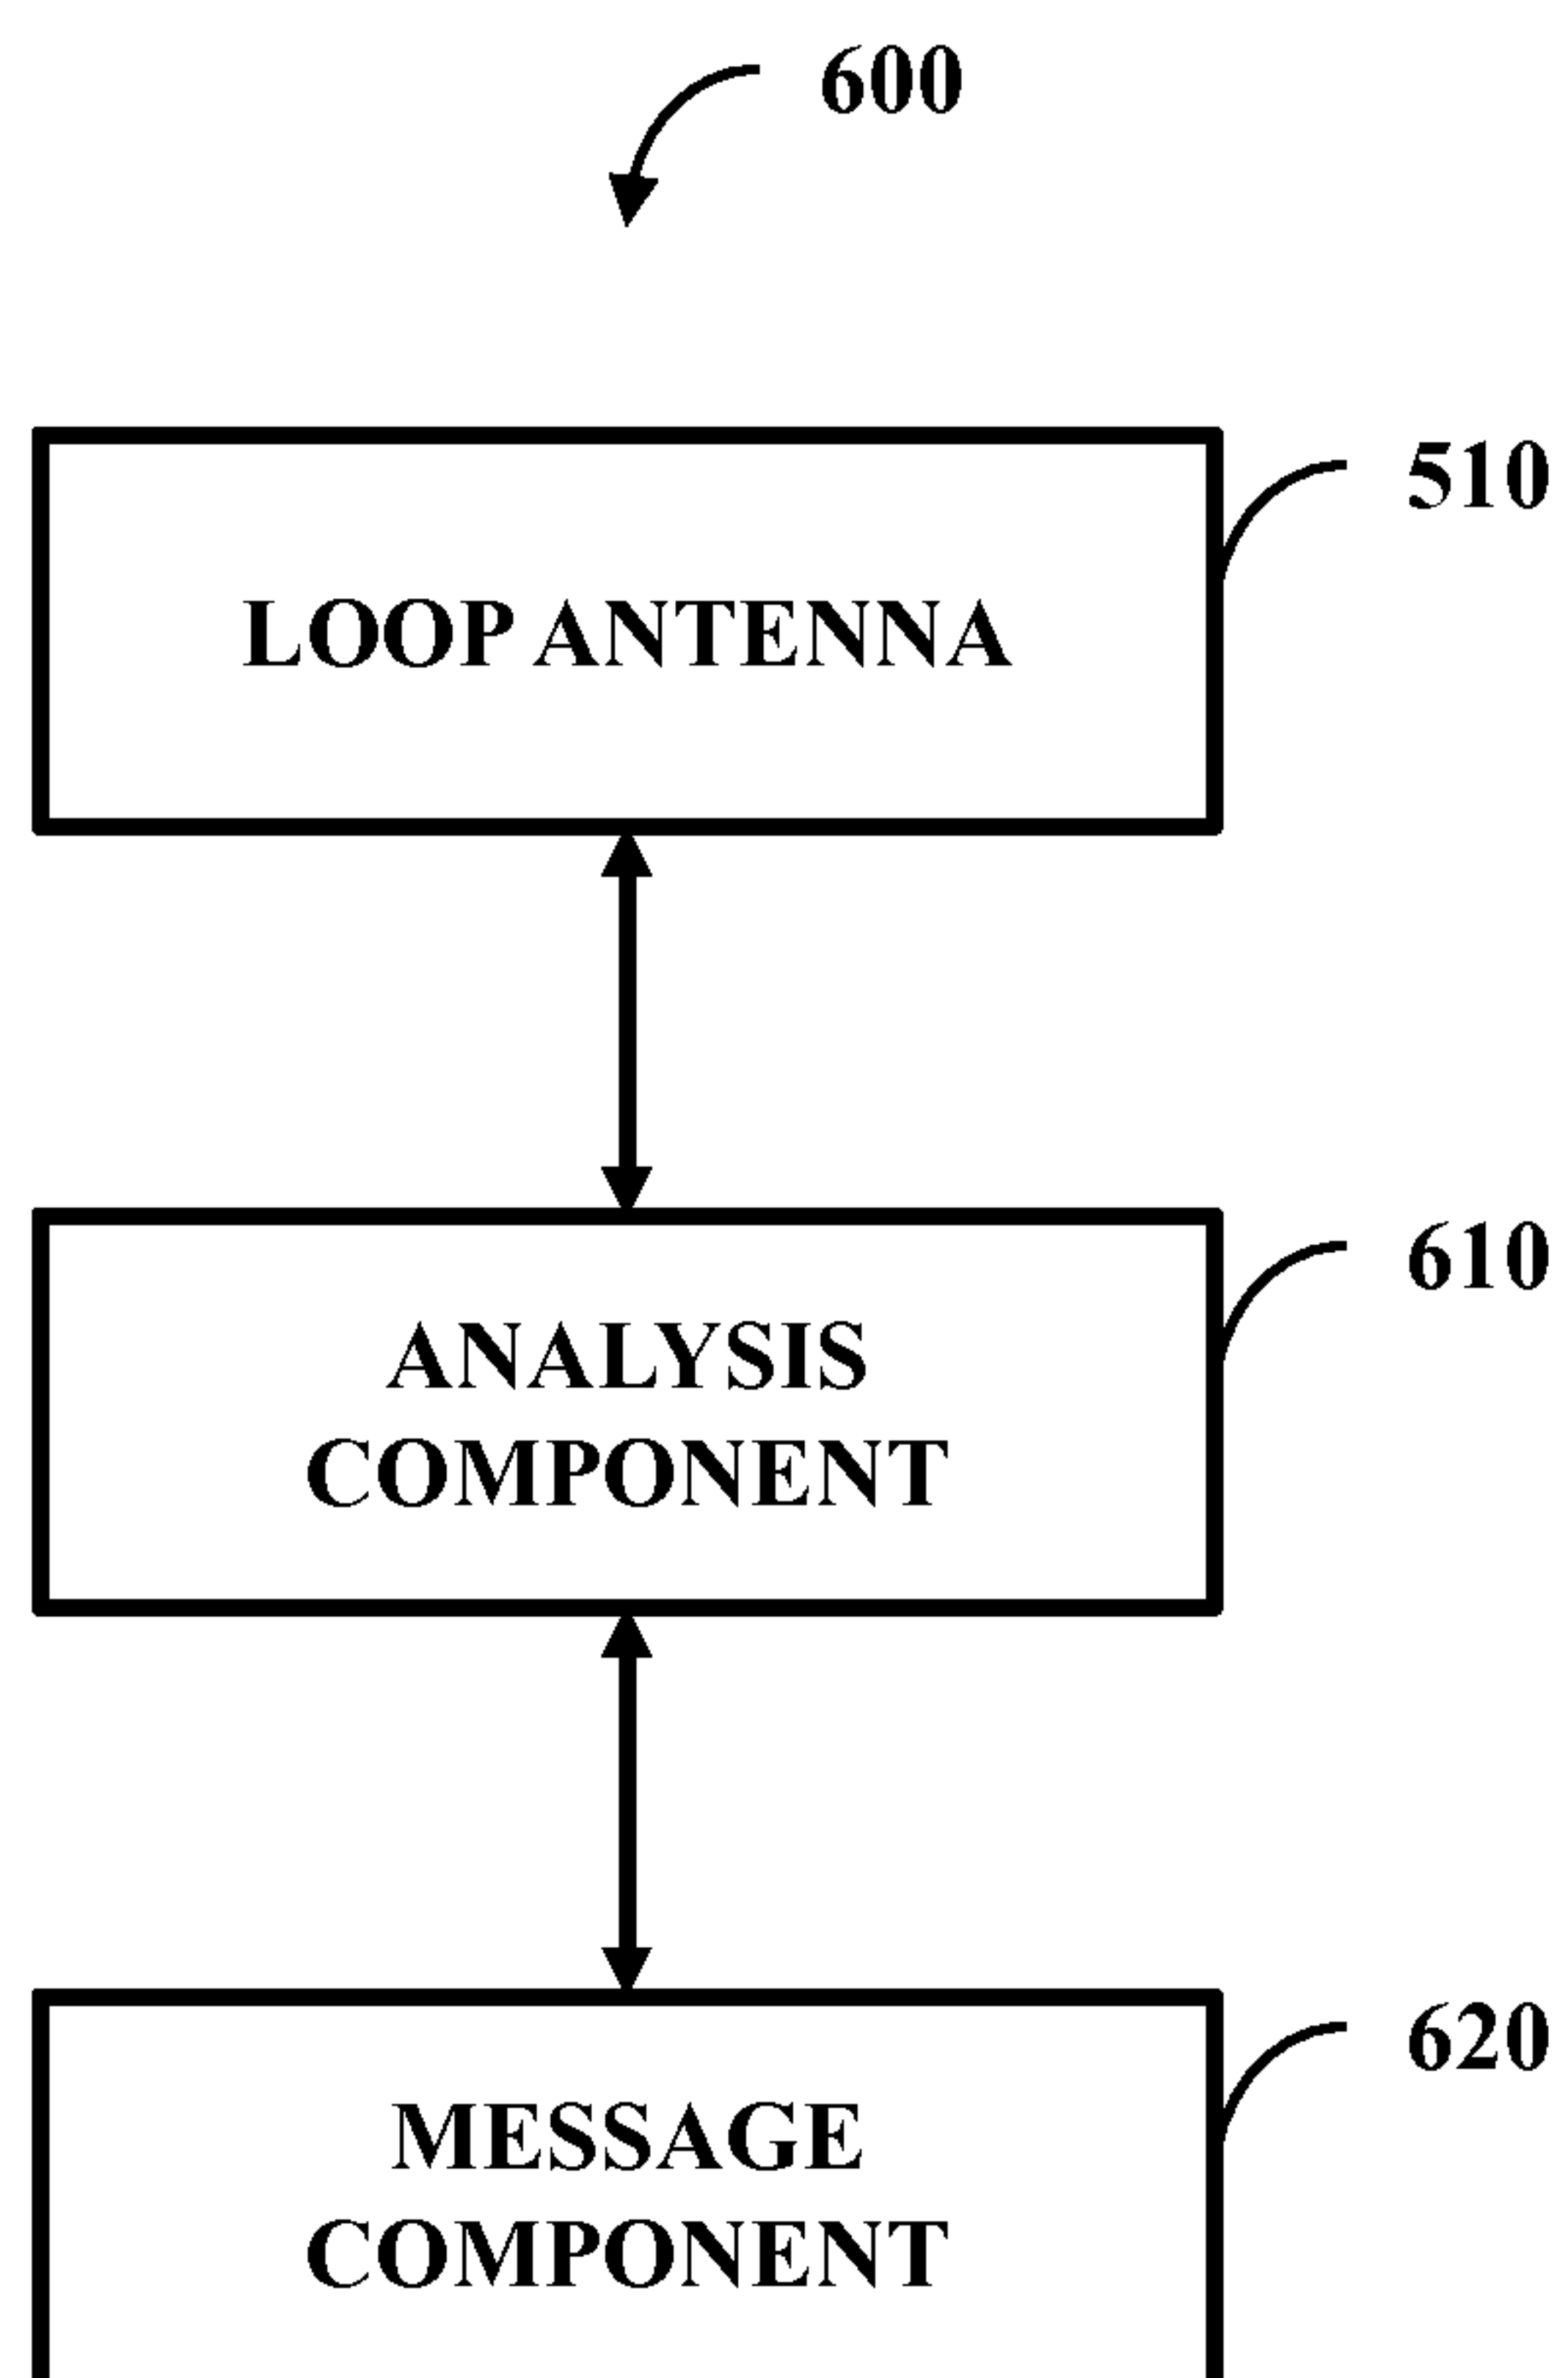 600
510
LOOP ANTENNA
610
ANALYSIS
COMPONENT
620
MESSAGE
COMPONENT